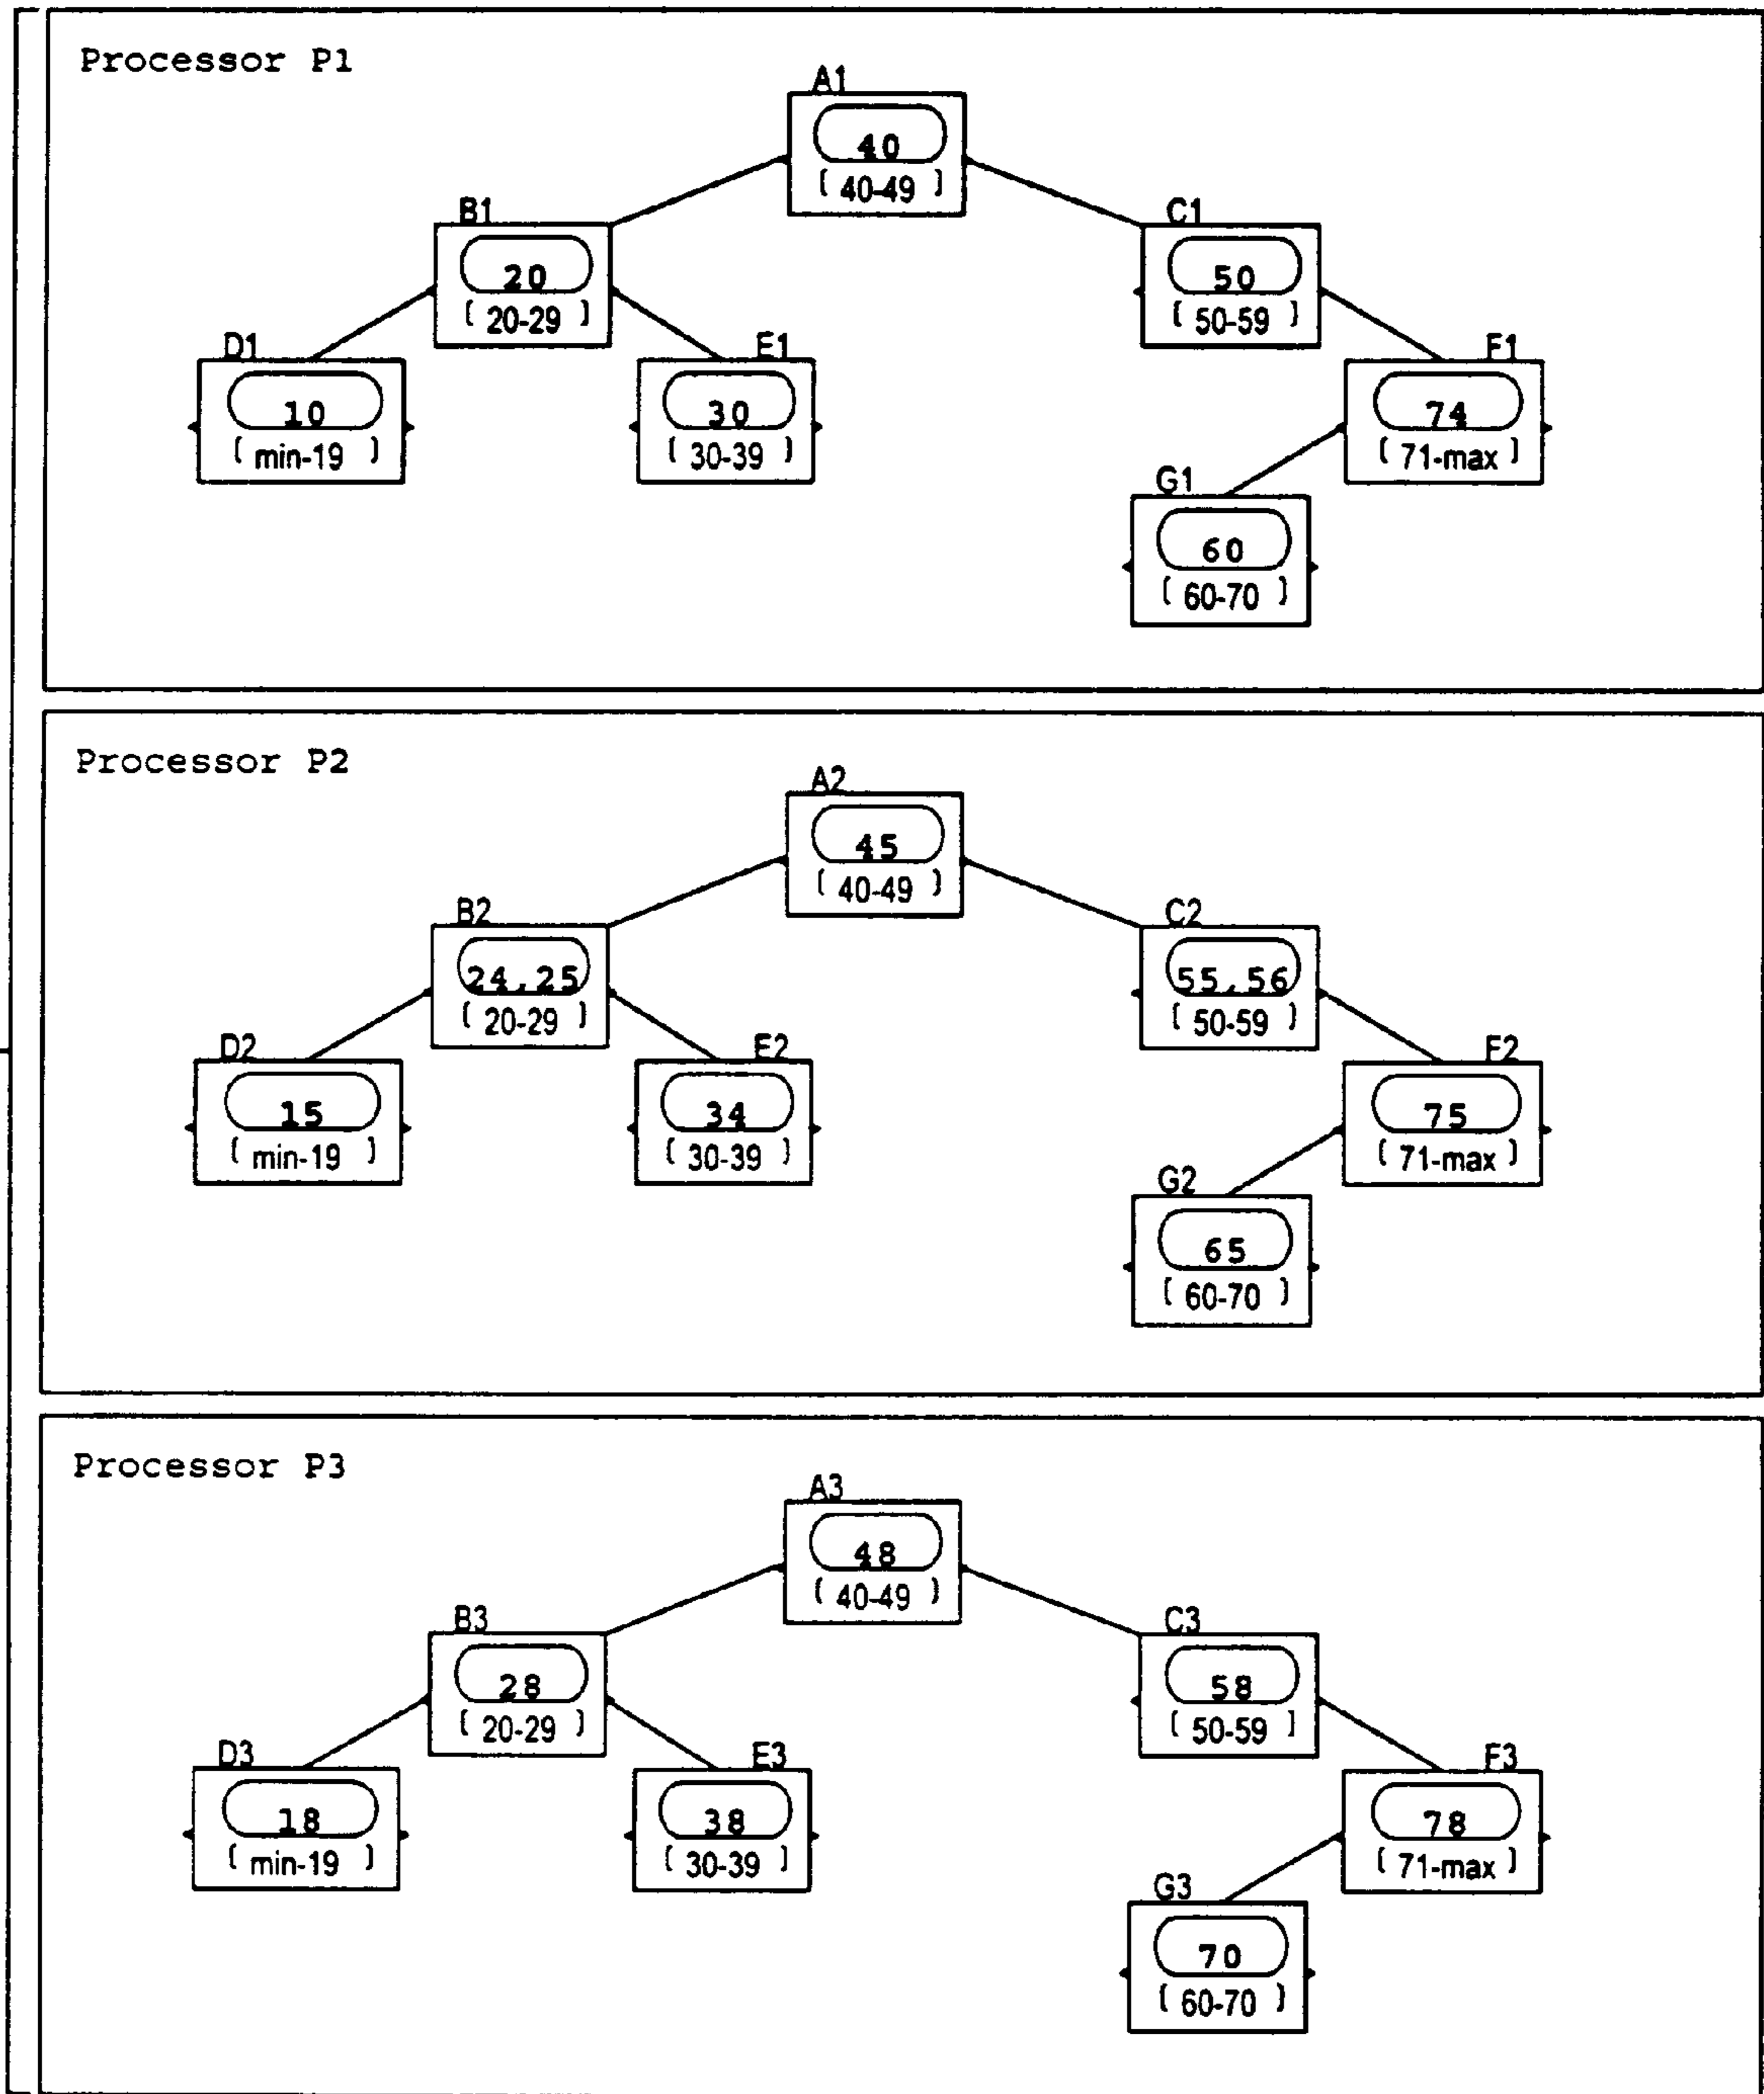 Processor P1
A1
40
[ 40-49 ]
B1
20
[ 20-29 ]
C1
50
[ 50-59 ]
D1
10
[ min-19 ]
E1
30
[ 30-39 ]
F1
74
[ 71-max ]
G1
60
[ 60-70 ]
Processor P2
A2
45
[ 40-49 ]
B2
24,25
[ 20-29 ]
C2
55,56
[ 50-59 ]
D2
15
[ min-19 ]
E2
34
[ 30-39 ]
F2
75
[ 71-max ]
G2
65
[ 60-70 ]
Processor P3
A3
48
[ 40-49 ]
B3
28
[ 20-29 ]
C3
58
[ 50-59 ]
D3
18
[ min-19 ]
E3
38
[ 30-39 ]
F3
78
[ 71-max ]
G3
70
[ 60-70 ]